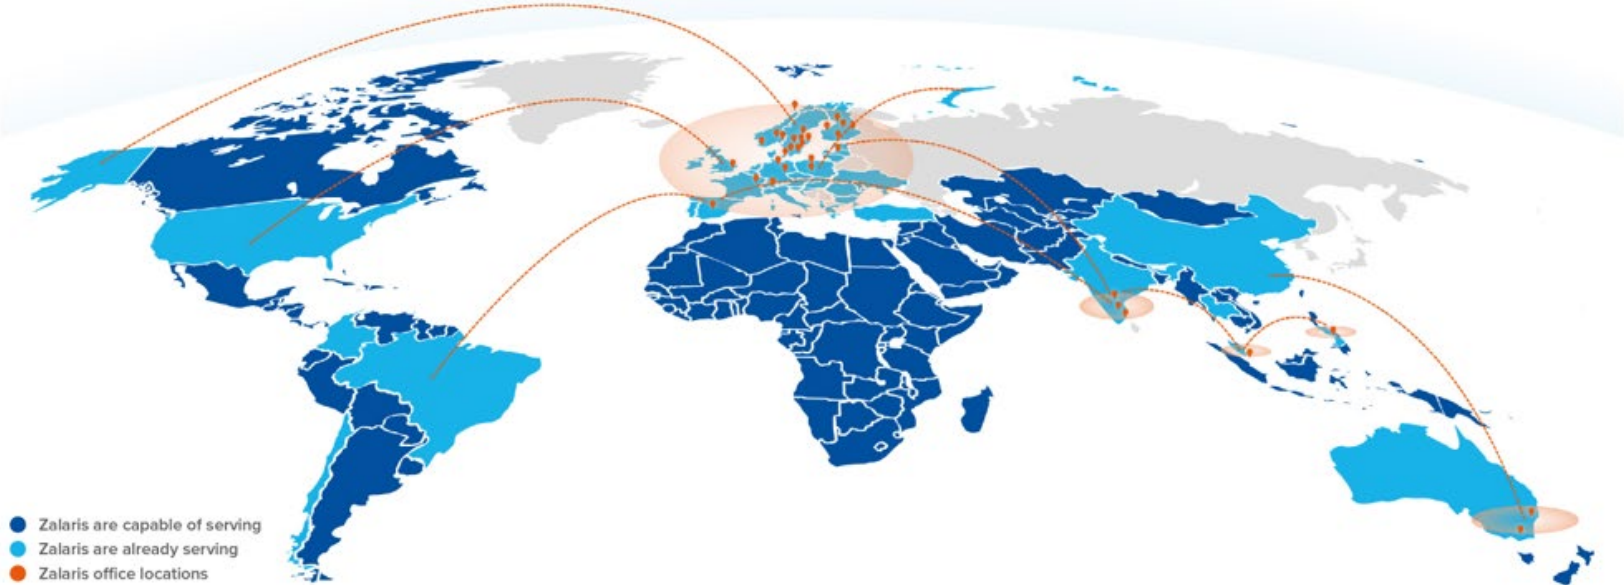 Zalaris are capable of serving
Zalaris are already serving
Zalaris office locations